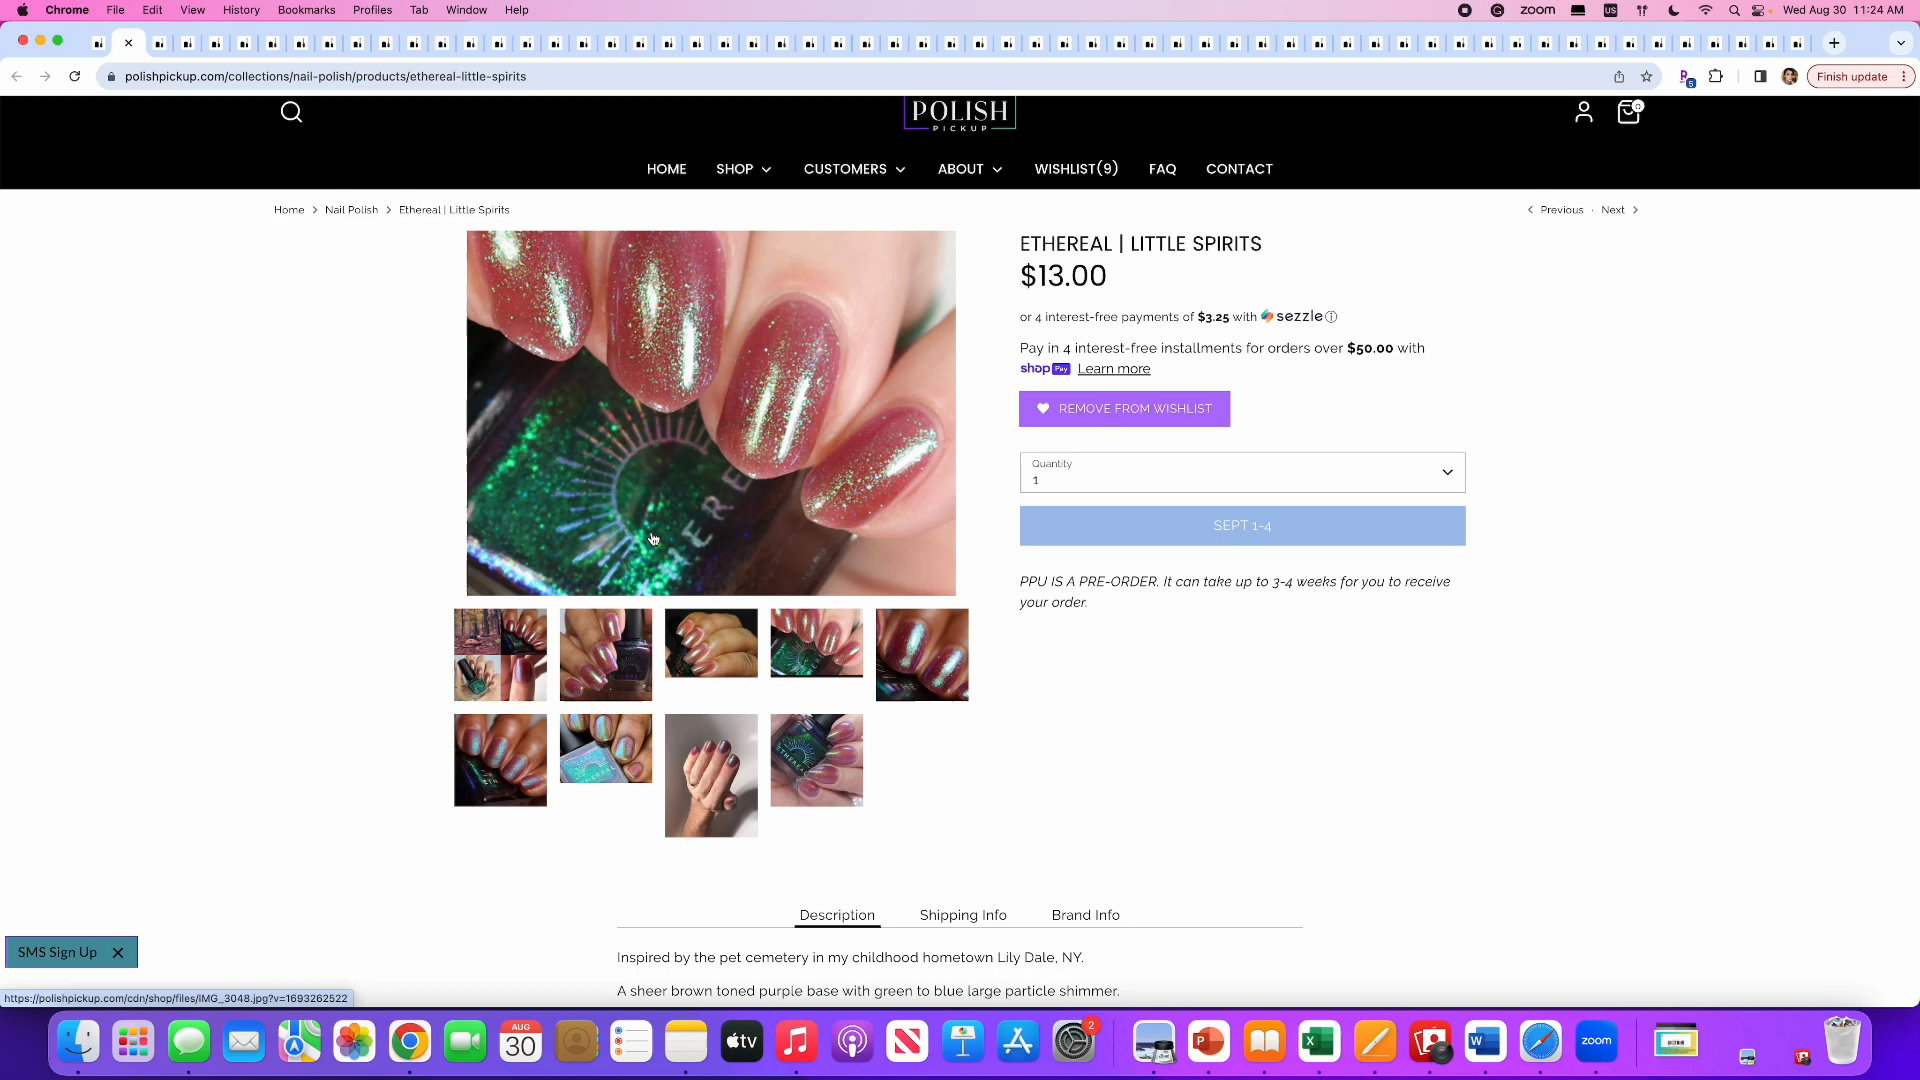 Chrome File Edit View History Bookmarks Profiles Tab Window Help
zoom US Wed Aug 30 11:24 AM
polishpickup.com/collections/nail-polish/products/ethereal-little-spirits
5
Finish update
POLISH
PICKUP
0
HOME SHOP CUSTOMERS ABOUT WISHLIST(9) FAQ CONTACT
Home > Nail Polish > Ethereal | Little Spirits
< Previous · Next >
ETHEREAL | LITTLE SPIRITS
$13.00
or 4 interest-free payments of $3.25 with sezzle
Pay in 4 interest-free installments for orders over $50.00 with
shop Pay Learn more
REMOVE FROM WISHLIST
Quantity
1
SEPT 1-4
PPU IS A PRE-ORDER. It can take up to 3-4 weeks for you to receive
your order.
Description Shipping Info Brand Info
Inspired by the pet cemetery in my childhood hometown Lily Dale, NY.
A sheer brown toned purple base with green to blue large particle shimmer.
SMS Sign Up
https://polishpickup.com/cdn/shop/files/IMG_3048.jpg?v=1693262522
AUG
30
tv
2
P
X
W
zoom